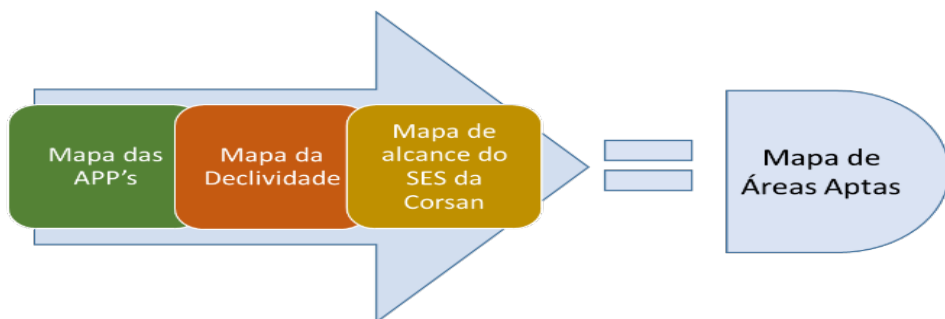 Mapa das
APP’s
Mapa da
Declividade
Mapa de
alcance do
SES da
Corsan
Mapa de
Áreas Aptas